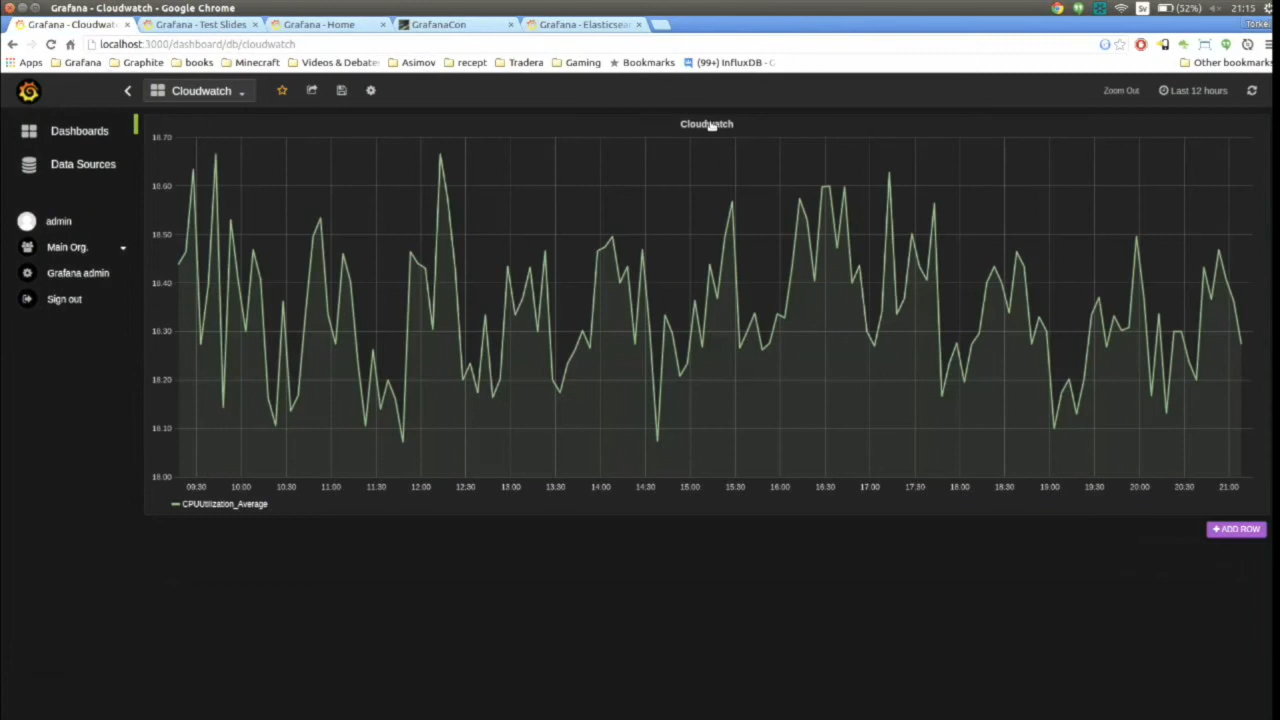 Grafana - Cloudwatch - Google Chrome
Sv (52%) 21:15
Grafana - Cloudwat × Grafana - Test Slides × Grafana - Home × GrafanaCon × Grafana - Elasticsea ×
Torkel
localhost:3000/dashboard/db/cloudwatch
Apps Grafana Graphite books Minecraft Videos & Debates Asimov recept Tradera Gaming Bookmarks (99+) InfluxDB - G Other bookmarks
Cloudwatch
Zoom Out Last 12 hours
Dashboards
Data Sources
admin
Main Org.
Grafana admin
Sign out
Cloudwatch
18.70
18.60
18.50
18.40
18.30
18.20
18.10
18.00
09:30 10:00 10:30 11:00 11:30 12:00 12:30 13:00 13:30 14:00 14:30 15:00 15:30 16:00 16:30 17:00 17:30 18:00 18:30 19:00 19:30 20:00 20:30 21:00
CPUUtilization_Average
+ ADD ROW